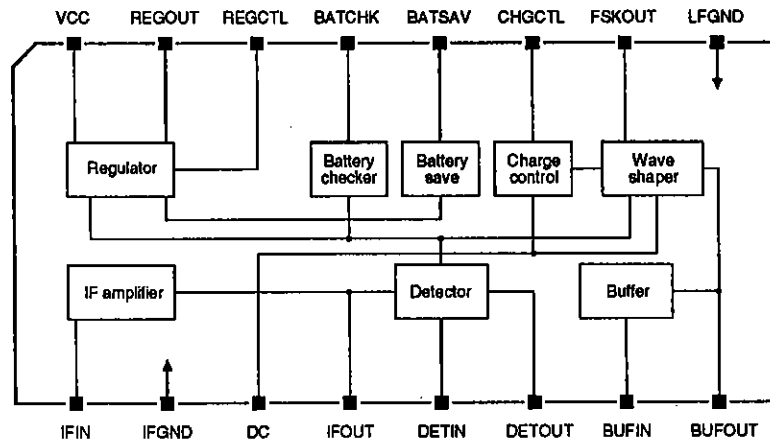 VCC REGOUT REGCTL BATCHK BATSAV CHGCTL FSKOUT LFGND
Regulator
Battery
checker
Battery
save
Charge
control
Wave
shaper
IF amplifier
Detector
Buffer
IFIN IFGND DC IFOUT DETIN DETOUT BUFIN BUFOUT